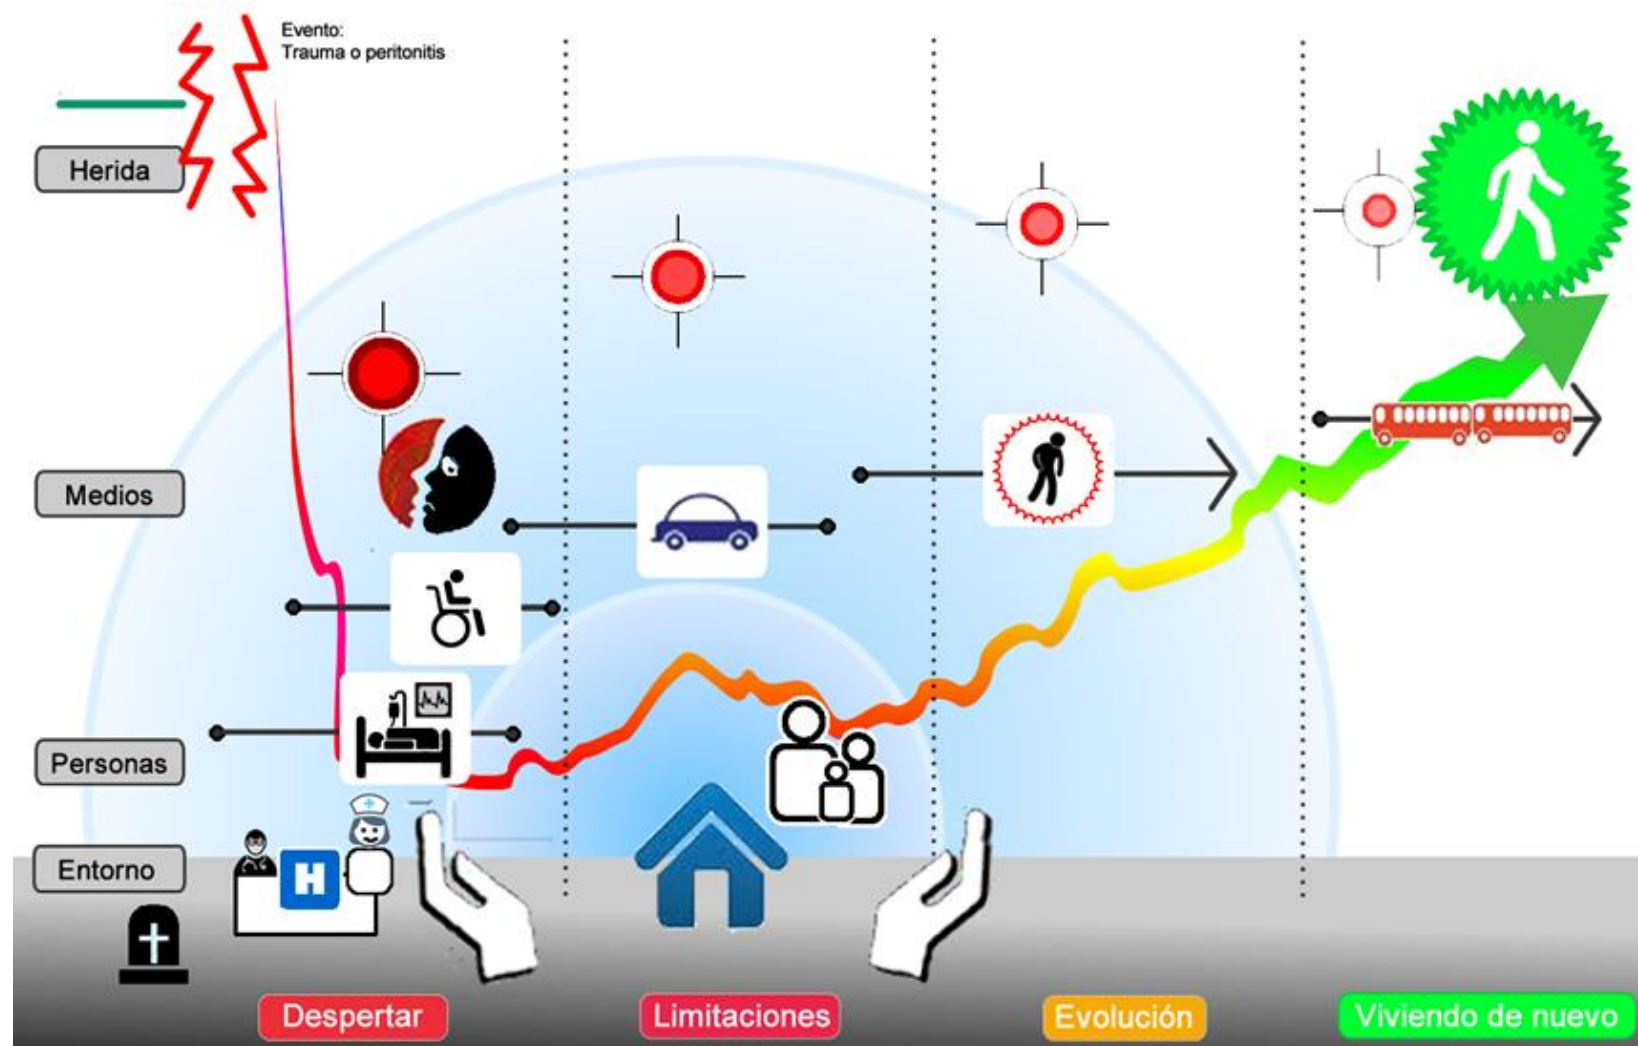 Evento:
Trauma o peritonitis
Herida
Medios
Personas
Entorno
H
Despertar
Limitaciones
Evolución
Viviendo de nuevo